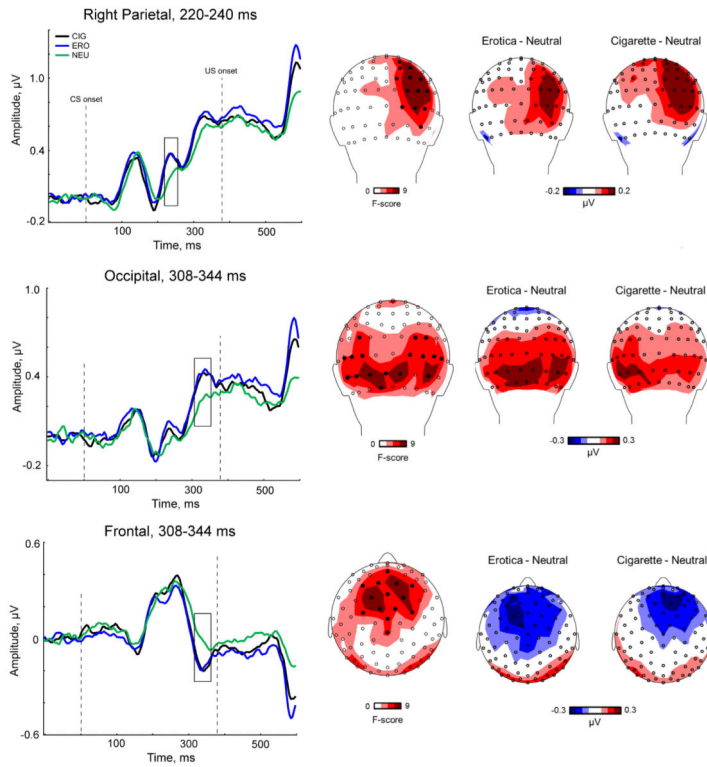 Right Parietal, 220-240 ms
CIG
ERO
NEU
CS onset
US onset
Amplitude, µV
1.0
0.4
-0.2
100
300
500
Time, ms
0
9
F-score
Erotica - Neutral
Cigarette - Neutral
-0.2
0.2
µV
Occipital, 308-344 ms
Amplitude, µV
1.0
0.4
-0.2
100
300
500
Time, ms
0
9
F-score
Erotica - Neutral
Cigarette - Neutral
-0.3
0.3
µV
Frontal, 308-344 ms
Amplitude, µV
0.6
0
-0.6
100
300
500
Time, ms
0
9
F-score
Erotica - Neutral
Cigarette - Neutral
-0.3
0.3
µV